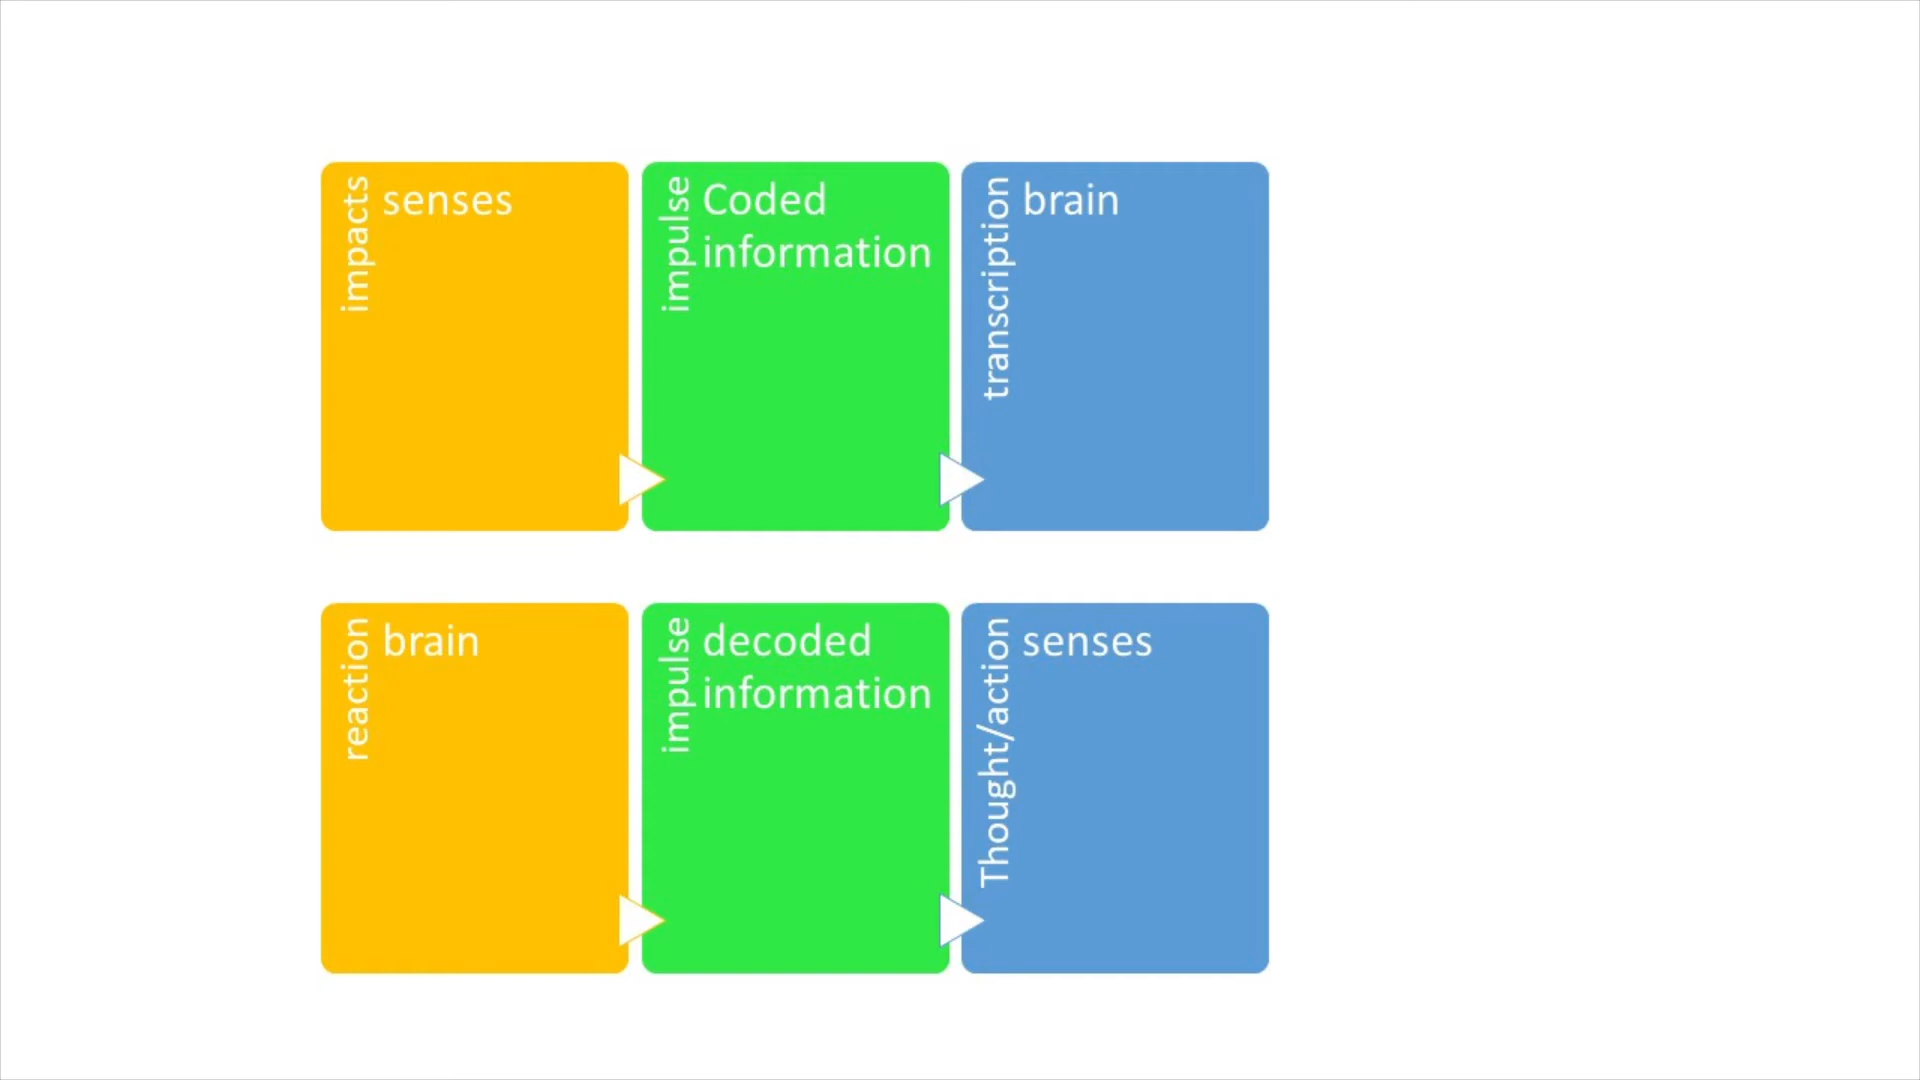 impacts
senses
impulse
Coded
information
transcription
brain
reaction
brain
impulse
decoded
information
Thought/action
senses